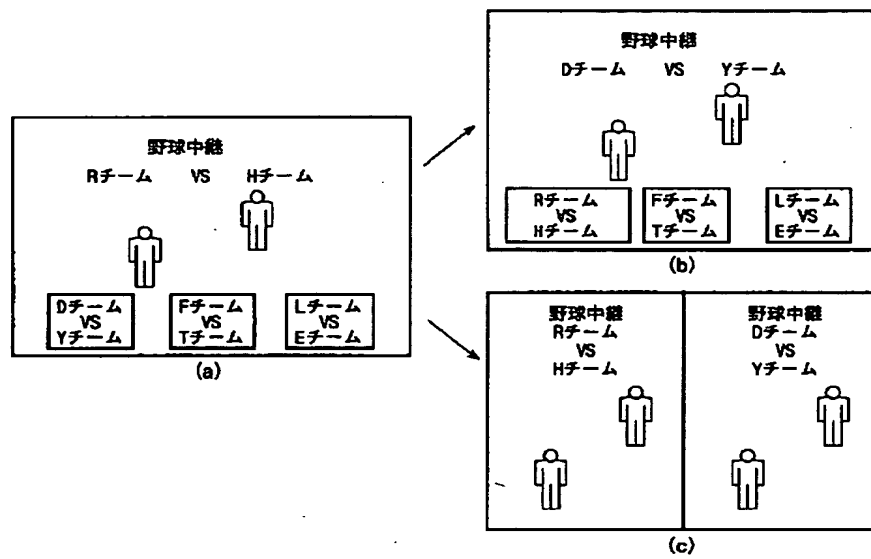 野球中継
Rチーム VS Hチーム
Dチーム
VS
Yチーム
Fチーム
VS
Tチーム
Lチーム
VS
Eチーム
(a)
野球中継
Dチーム VS Yチーム
Rチーム
VS
Hチーム
Fチーム
VS
Tチーム
Lチーム
VS
Eチーム
(b)
野球中継
Rチーム
VS
Hチーム
野球中継
Dチーム
VS
Yチーム
(c)